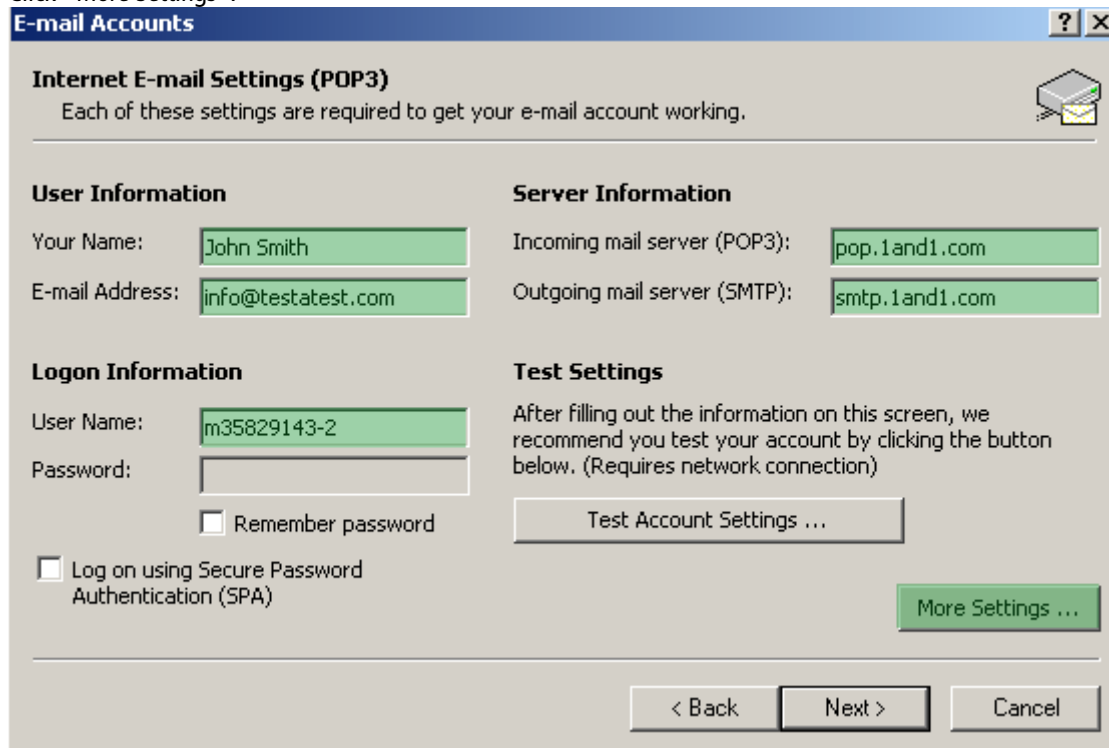 E-mail Accounts
Internet E-mail Settings (POP3)
Each of these settings are required to get your e-mail account working.
User Information
Your Name: John Smith
E-mail Address: info@testatest.com
Server Information
Incoming mail server (POP3): pop.1and1.com
Outgoing mail server (SMTP): smtp.1and1.com
Logon Information
User Name: m35829143-2
Password:
Remember password
Log on using Secure Password
Authentication (SPA)
Test Settings
After filling out the information on this screen, we
recommend you test your account by clicking the button
below. (Requires network connection)
Test Account Settings ...
More Settings ...
< Back Next > Cancel